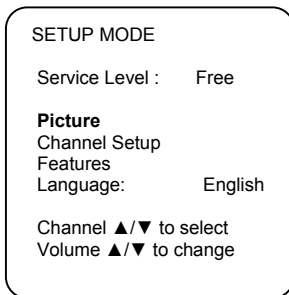 SETUP MODE
Service Level : Free
Picture
Channel Setup
Features
Language: English
Channel ▲/▼ to select
Volume ▲/▼ to change